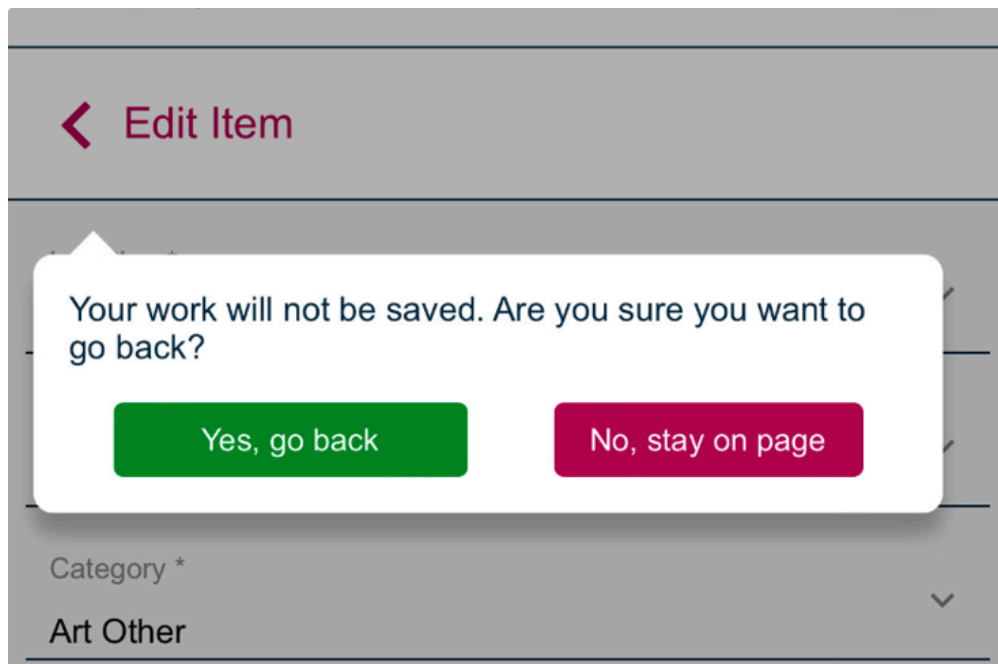 Edit Item
Your work will not be saved. Are you sure you want to
go back?
Yes, go back
No, stay on page
Category *
Art Other